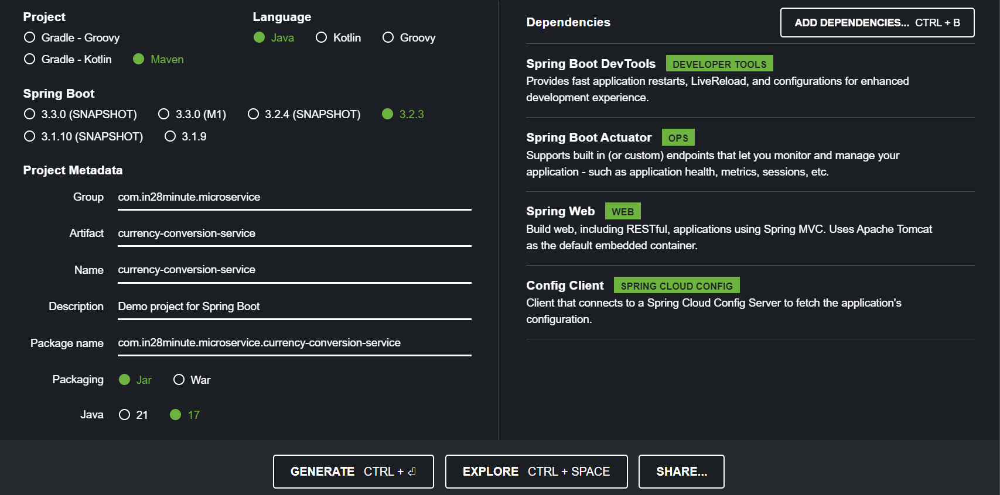 Project
Gradle - Groovy
Gradle - Kotlin Maven
Language
Java Kotlin Groovy
Spring Boot
3.3.0 (SNAPSHOT) 3.3.0 (M1) 3.2.4 (SNAPSHOT) 3.2.3
3.1.10 (SNAPSHOT) 3.1.9
Project Metadata
Group com.in28minute.microservice
Artifact currency-conversion-service
Name currency-conversion-service
Description Demo project for Spring Boot
Package name com.in28minute.microservice.currency-conversion-service
Packaging Jar War
Java 21 17
Dependencies ADD DEPENDENCIES... CTRL + B
Spring Boot DevTools DEVELOPER TOOLS
Provides fast application restarts, LiveReload, and configurations for enhanced
development experience.
Spring Boot Actuator OPS
Supports built in (or custom) endpoints that let you monitor and manage your
application - such as application health, metrics, sessions, etc.
Spring Web WEB
Build web, including RESTful, applications using Spring MVC. Uses Apache Tomcat
as the default embedded container.
Config Client SPRING CLOUD CONFIG
Client that connects to a Spring Cloud Config Server to fetch the application's
configuration.
GENERATE CTRL + ⏎ EXPLORE CTRL + SPACE SHARE...